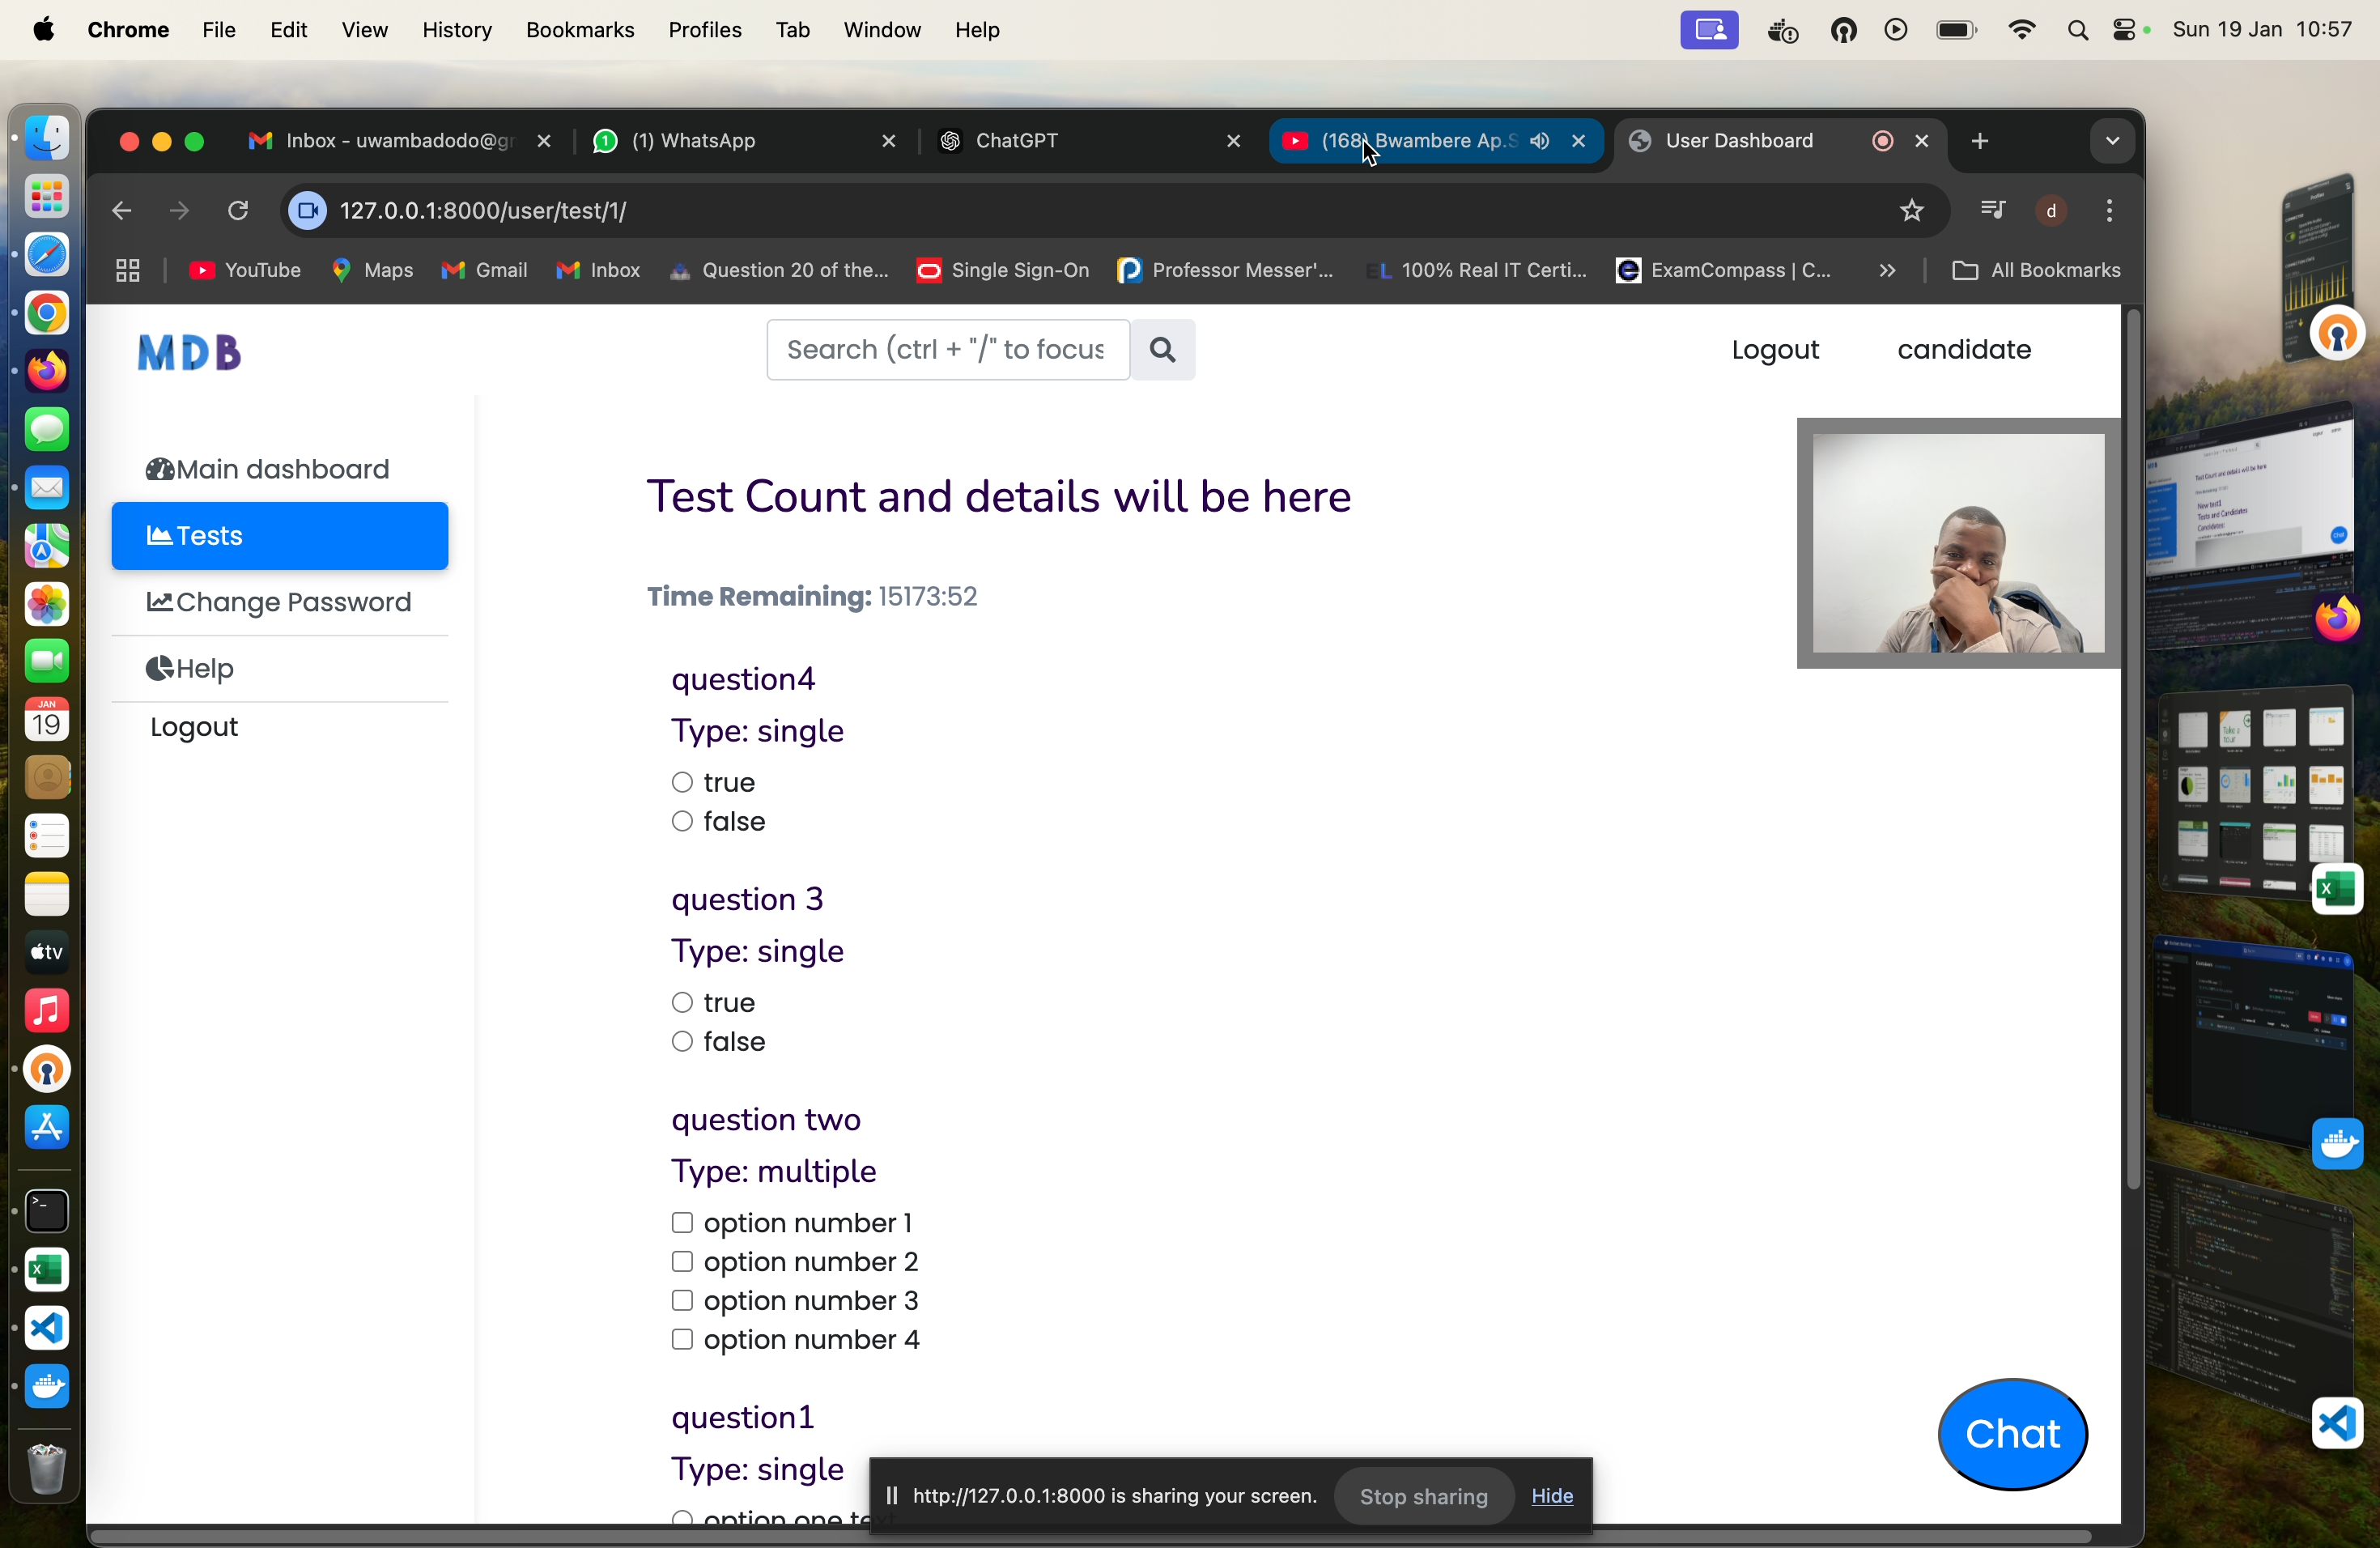 Chrome File Edit View History Bookmarks Profiles Tab Window Help Sun 19 Jan 10:57
Inbox - uwambadodo@gr (1) WhatsApp ChatGPT (168) Bwambere Ap.S User Dashboard
127.0.0.1:8000/user/test/1/ d
YouTube Maps Gmail Inbox Question 20 of the... Single Sign-On Professor Messer'... EL 100% Real IT Certi... ExamCompass | C... » All Bookmarks
MDB Search (ctrl + "/" to focus Logout candidate
Main dashboard
Tests
Change Password
Help
Logout
Test Count and details will be here
Time Remaining: 15173:52
question4
Type: single
true
false
question 3
Type: single
true
false
question two
Type: multiple
option number 1
option number 2
option number 3
option number 4
question1
Type: single
option one te
Chat
http://127.0.0.1:8000 is sharing your screen. Stop sharing Hide
JAN
19
tv